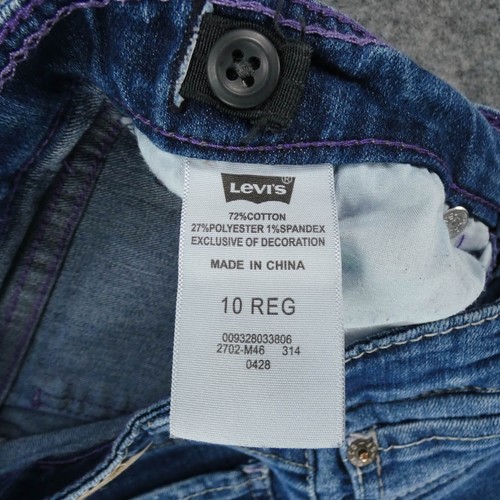 LEVI'S®
72%COTTON
27%POLYESTER 1%SPANDEX
EXCLUSIVE OF DECORATION
MADE IN CHINA
10 REG
009328033806
2702-M46 314
0428